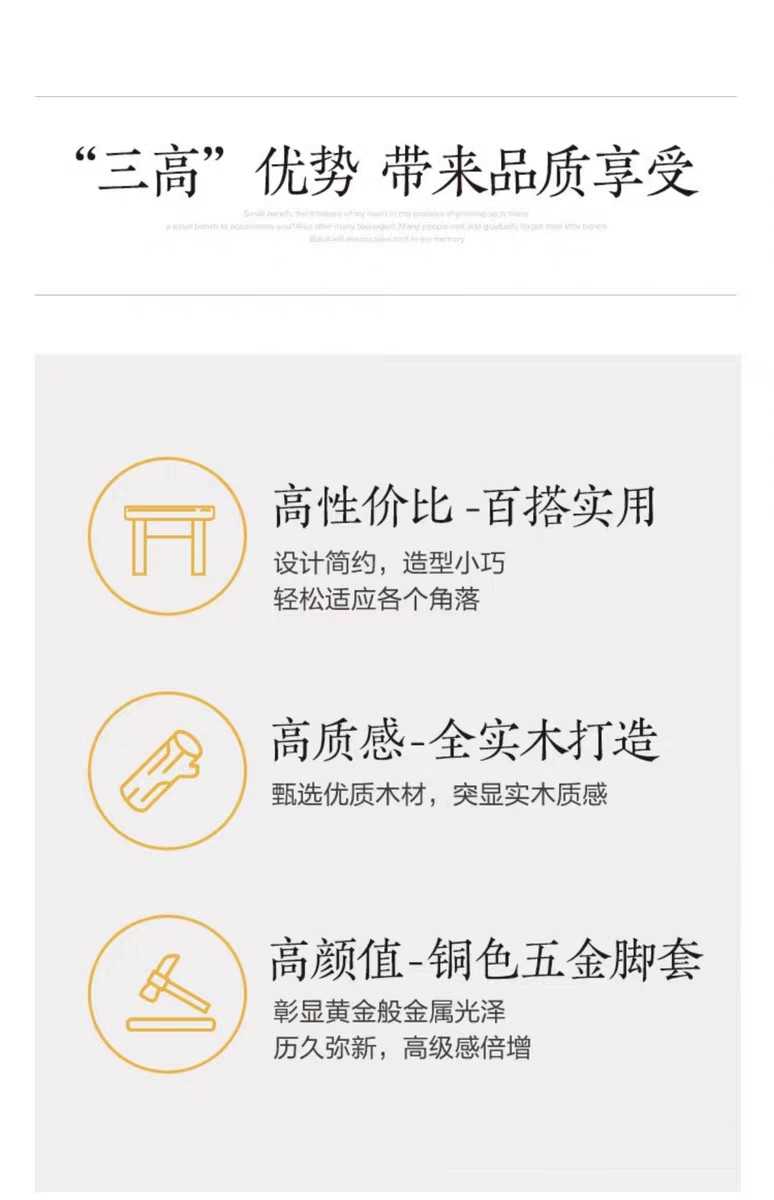 “三高”优势 带来品质享受
高性价比-百搭实用
设计简约，造型小巧
轻松适应各个角落
高质感-全实木打造
甄选优质木材，突显实木质感
高颜值-铜色五金脚套
彰显黄金般金属光泽
历久弥新，高级感倍增